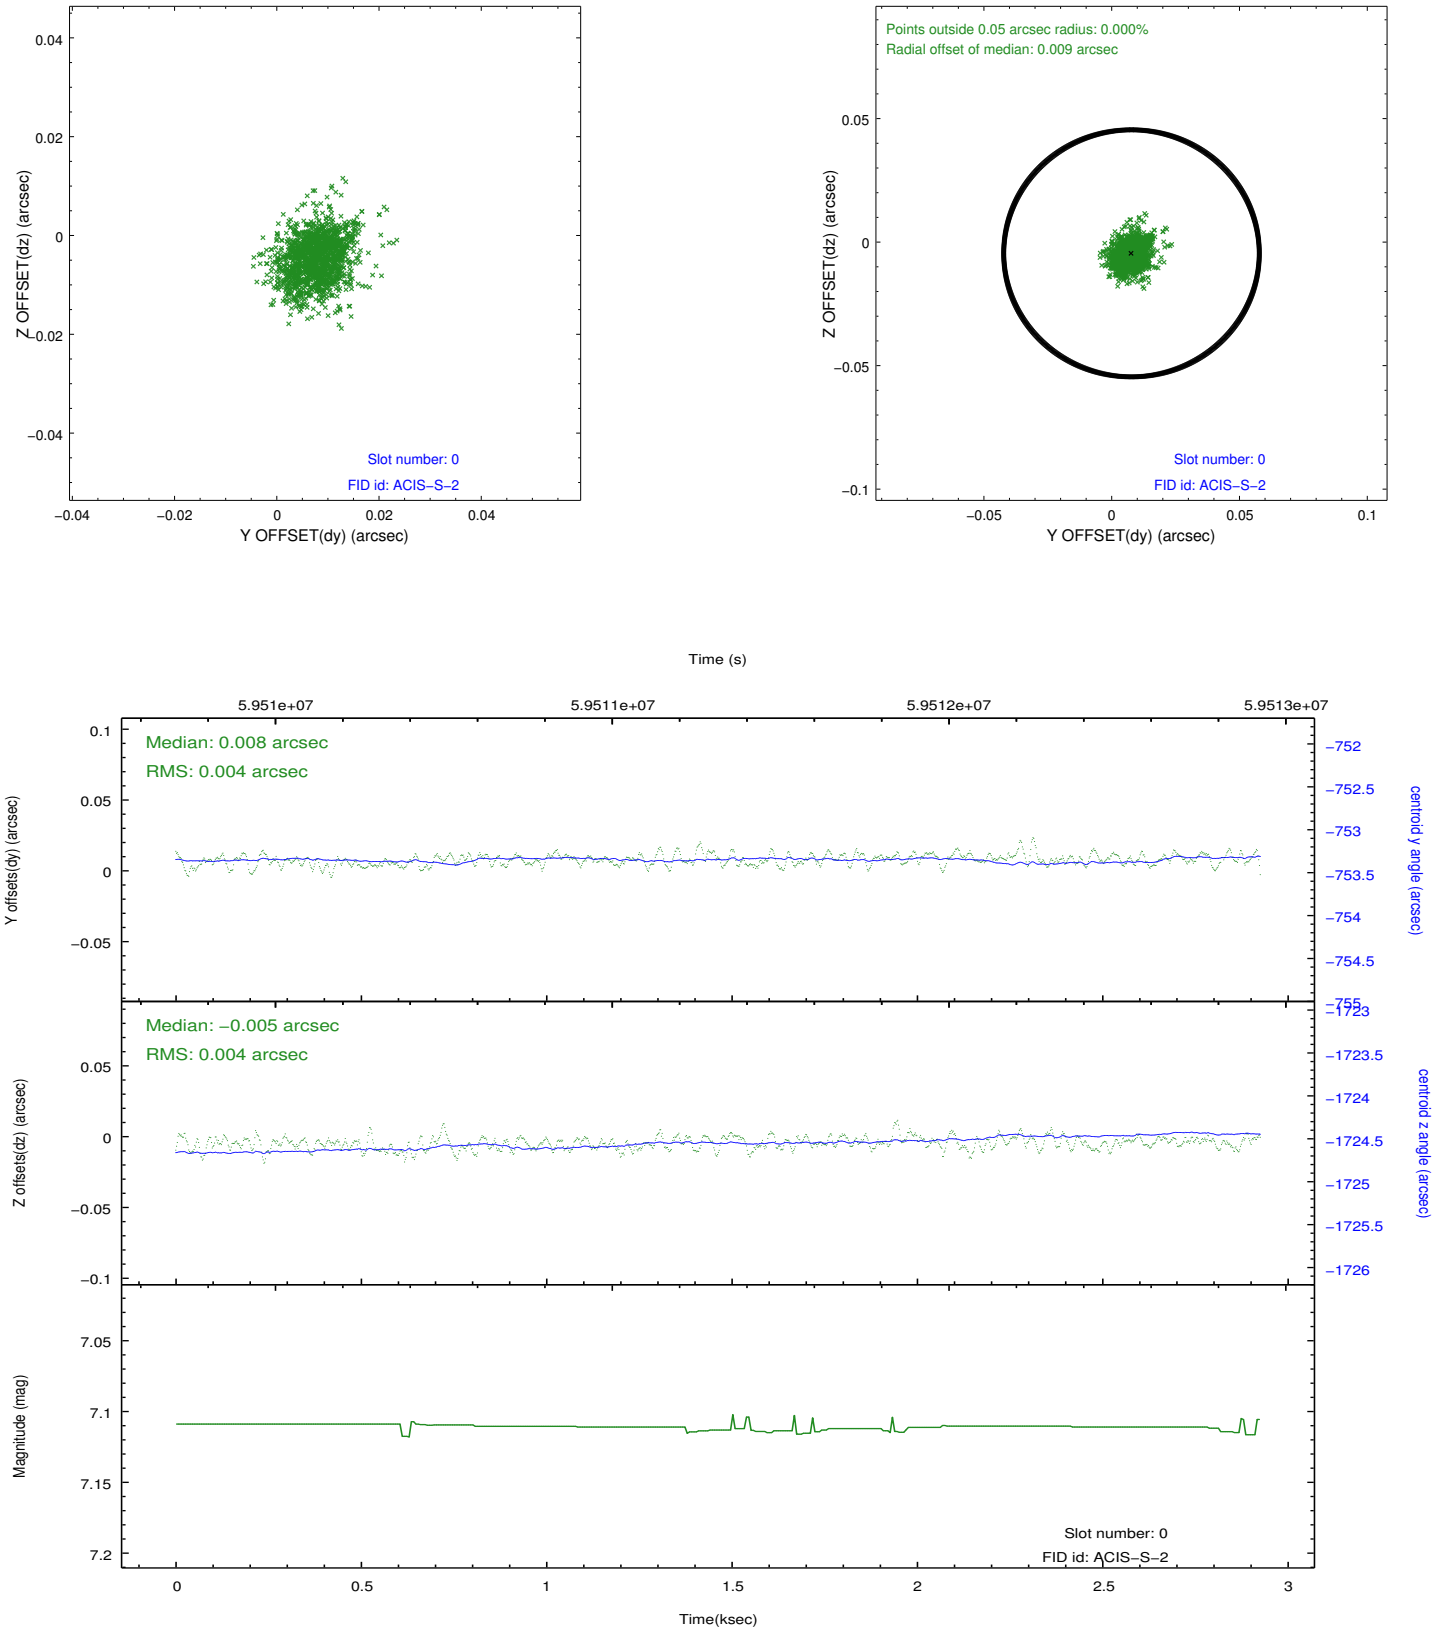 0.04
0.02
0
−0.02
−0.04
Z OFFSET(dz) (arcsec)
Slot number: 0
FID id: ACIS−S−2
−0.04 −0.02 0 0.02 0.04
Y OFFSET(dy) (arcsec)
Points outside 0.05 arcsec radius: 0.000%
Radial offset of median: 0.009 arcsec
0.05
0
−0.05
−0.1
Z OFFSET(dz) (arcsec)
Slot number: 0
FID id: ACIS−S−2
−0.05 0 0.05 0.1
Y OFFSET(dy) (arcsec)
Time (s)
5.951e+07 5.9511e+07 5.9512e+07 5.9513e+07
Median: 0.008 arcsec
RMS: 0.004 arcsec
0.1
0.05
0
−0.05
Y offsets(dy) (arcsec)
−752
−752.5
−753
−753.5
−754
−754.5
−755
centroid y angle (arcsec)
Median: −0.005 arcsec
RMS: 0.004 arcsec
0.05
0
−0.05
−0.1
Z offsets(dz) (arcsec)
−1723
−1723.5
−1724
−1724.5
−1725
−1725.5
−1726
centroid z angle (arcsec)
7.05
7.1
7.15
7.2
Magnitude (mag)
Slot number: 0
FID id: ACIS−S−2
0 0.5 1 1.5 2 2.5 3
Time(ksec)